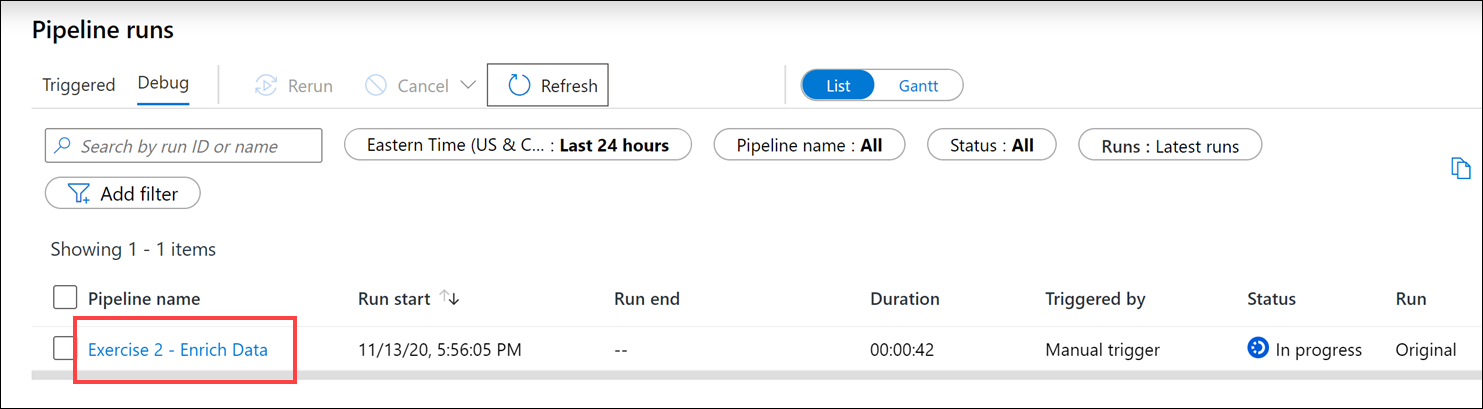 Pipeline runs
Triggered Debug Rerun Cancel Refresh List Gantt
Search by run ID or name Eastern Time (US & C... : Last 24 hours Pipeline name : All Status : All Runs : Latest runs
Add filter
Showing 1 - 1 items
Pipeline name Run start ↑↓ Run end Duration Triggered by Status Run
Exercise 2 - Enrich Data 11/13/20, 5:56:05 PM -- 00:00:42 Manual trigger In progress Original